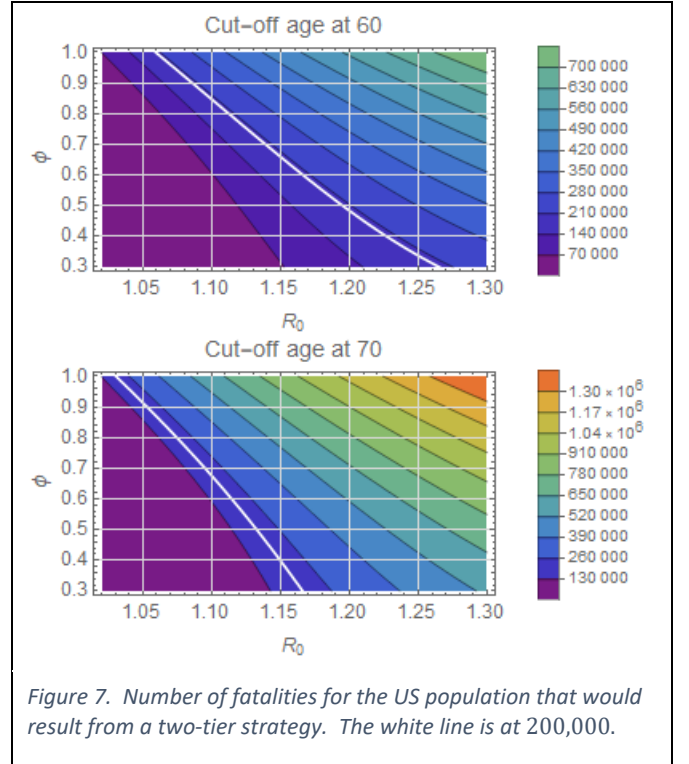 Cut-off age at 60
1.0
0.9
0.8
0.7
0.6
0.5
0.4
0.3
ϕ
1.05 1.10 1.15 1.20 1.25 1.30
R0
700 000
630 000
560 000
490 000
420 000
350 000
280 000
210 000
140 000
70 000
Cut-off age at 70
1.0
0.9
0.8
0.7
0.6
0.5
0.4
0.3
ϕ
1.05 1.10 1.15 1.20 1.25 1.30
R0
1.30 × 10^6
1.17 × 10^6
1.04 × 10^6
910 000
780 000
650 000
520 000
390 000
260 000
130 000
Figure 7. Number of fatalities for the US population that would
result from a two-tier strategy. The white line is at 200,000.